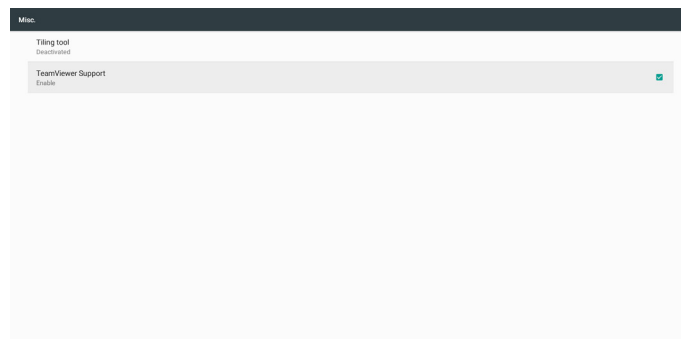 Misc.
Tiling tool
Deactivated
TeamViewer Support
Enable